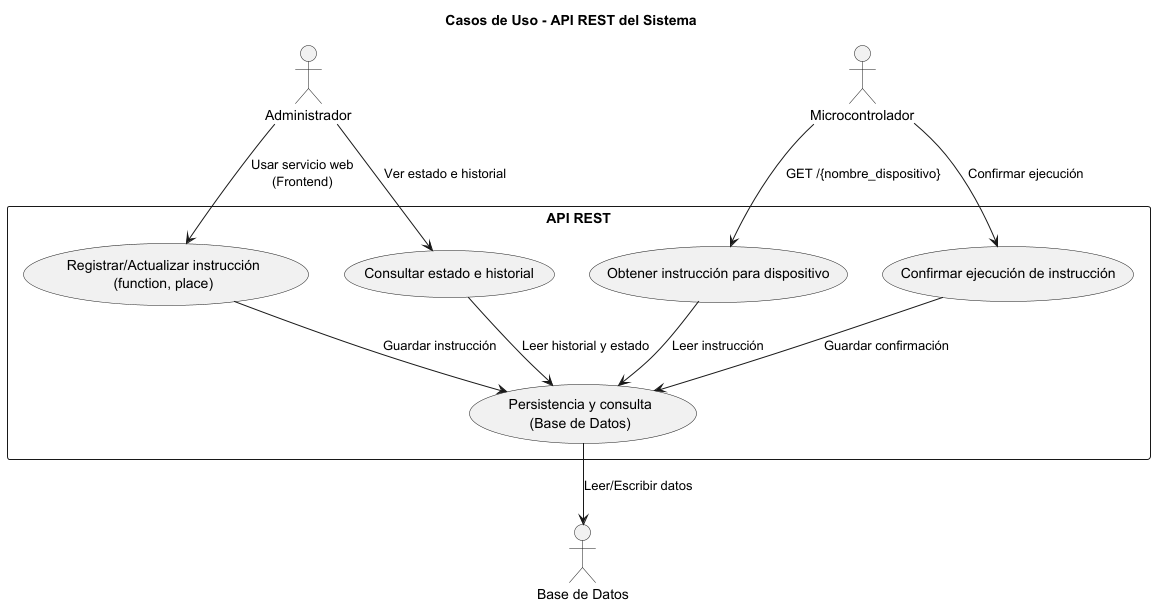 Casos de Uso - API REST del Sistema
Administrador
Microcontrolador
Usar servicio web
(Frontend)
Ver estado e historial
GET /{nombre_dispositivo}
Confirmar ejecución
API REST
Registrar/Actualizar instrucción
(function, place)
Consultar estado e historial
Obtener instrucción para dispositivo
Confirmar ejecución de instrucción
Guardar instrucción
Leer historial y estado
Leer instrucción
Guardar confirmación
Persistencia y consulta
(Base de Datos)
Leer/Escribir datos
Base de Datos